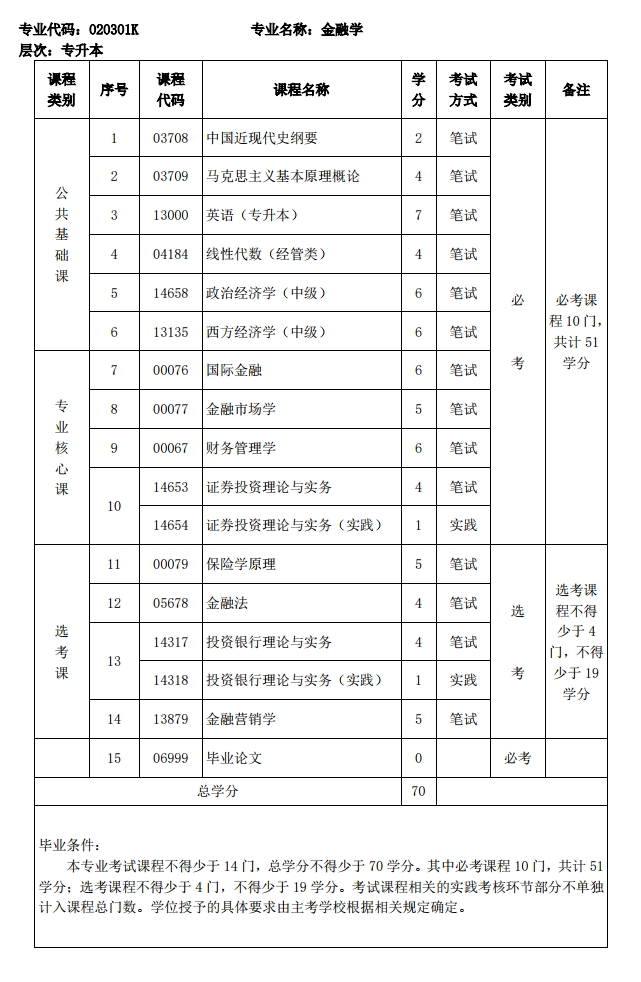 专业代码：020301K 专业名称：金融学
层次：专升本
课程类别 序号 课程代码 课程名称 学分 考试方式 考试类别 备注
公共基础课 1 03708 中国近现代史纲要 2 笔试 必考 必考课程10门，共计51学分
2 03709 马克思主义基本原理概论 4 笔试
3 13000 英语（专升本） 7 笔试
4 04184 线性代数（经管类） 4 笔试
5 14658 政治经济学（中级） 6 笔试
6 13135 西方经济学（中级） 6 笔试
专业核心课 7 00076 国际金融 6 笔试
8 00077 金融市场学 5 笔试
9 00067 财务管理学 6 笔试
10 14653 证券投资理论与实务 4 笔试
14654 证券投资理论与实务（实践） 1 实践
选考课 11 00079 保险学原理 5 笔试 选考 选考课程不得少于4门，不得少于19学分
12 05678 金融法 4 笔试
13 14317 投资银行理论与实务 4 笔试
14318 投资银行理论与实务（实践） 1 实践
14 13879 金融营销学 5 笔试
15 06999 毕业论文 0 必考
总学分 70
毕业条件：
本专业考试课程不得少于14门，总学分不得少于70学分。其中必考课程10门，共计51
学分；选考课程不得少于4门，不得少于19学分。考试课程相关的实践考核环节部分不单独
计入课程总门数。学位授予的具体要求由主考学校根据相关规定确定。